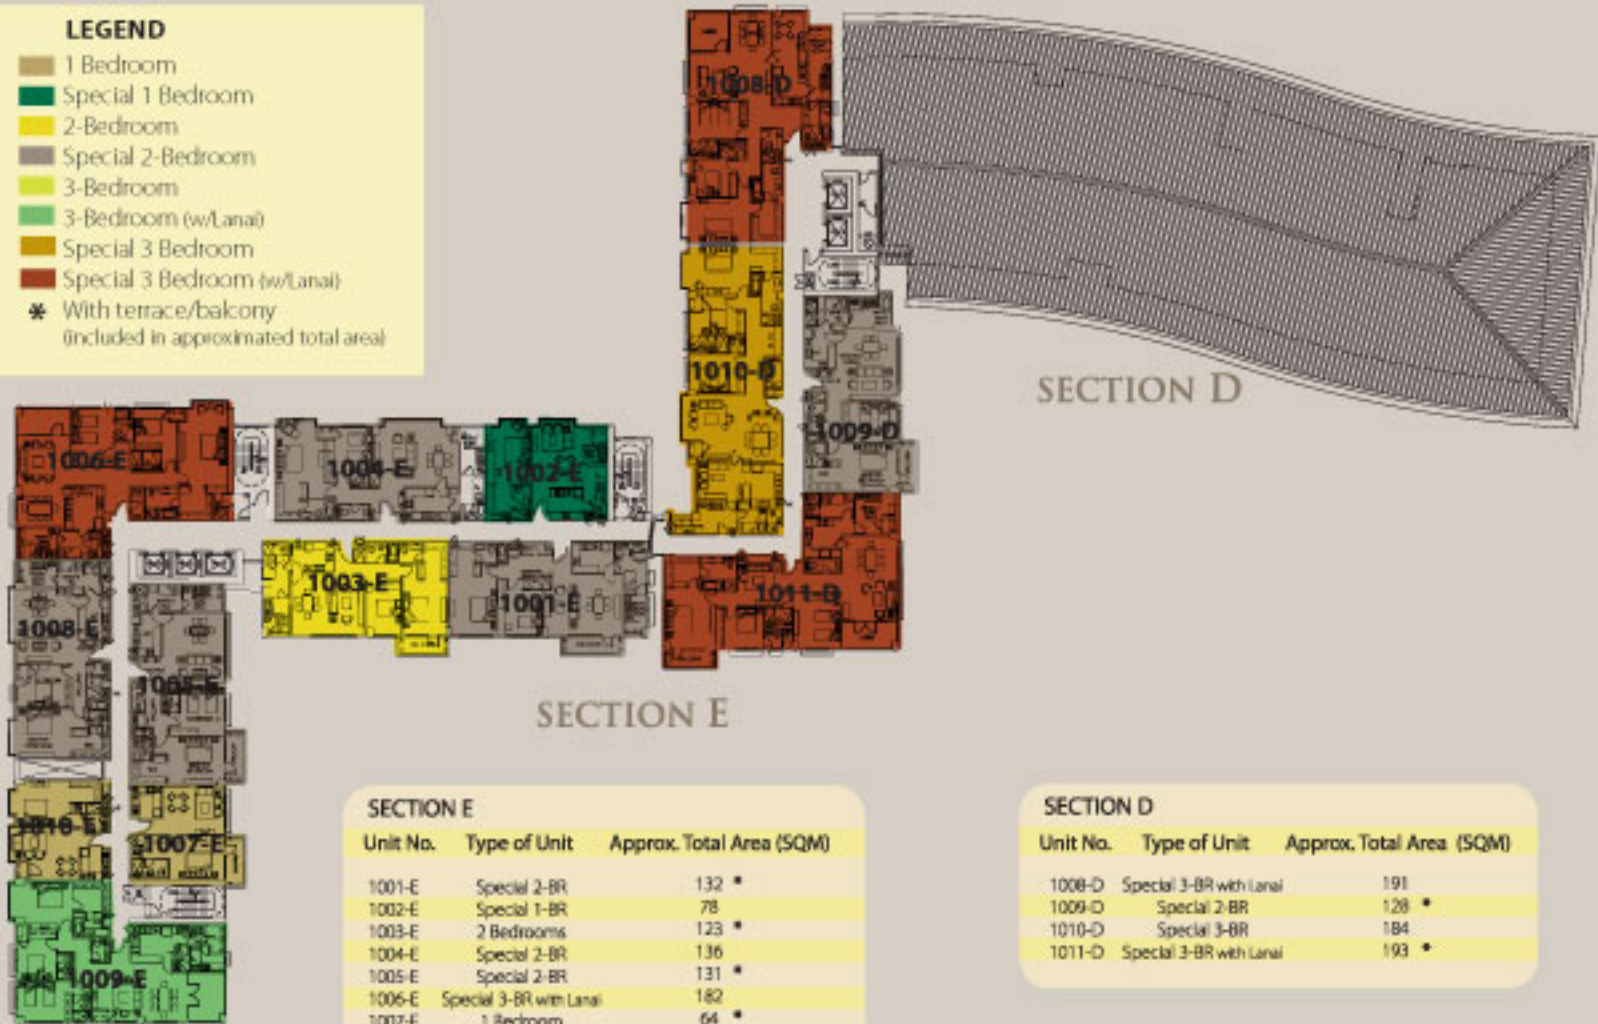 LEGEND
1 Bedroom
Special 1 Bedroom
2-Bedroom
Special 2-Bedroom
3-Bedroom
3-Bedroom (w/Lanai)
Special 3 Bedroom
Special 3 Bedroom (w/Lanai)
* With terrace/balcony
(included in approximated total area)
1008-D
1010-D
1009-D
SECTION D
1006-E
1004-E
1002-E
1003-E
1001-E
1011-D
1008-E
1005-E
SECTION E
1010-E
1007-E
1009-E
SECTION E
Unit No. Type of Unit Approx. Total Area (SQM)
1001-E Special 2-BR 132 *
1002-E Special 1-BR 78
1003-E 2 Bedrooms 123 *
1004-E Special 2-BR 136
1005-E Special 2-BR 131 *
1006-E Special 3-BR with Lanai 182
1007-E 1 Bedroom 64 *
SECTION D
Unit No. Type of Unit Approx. Total Area (SQM)
1008-D Special 3-BR with Lanai 191
1009-D Special 2-BR 128 *
1010-D Special 3-BR 184
1011-D Special 3-BR with Lanai 193 *